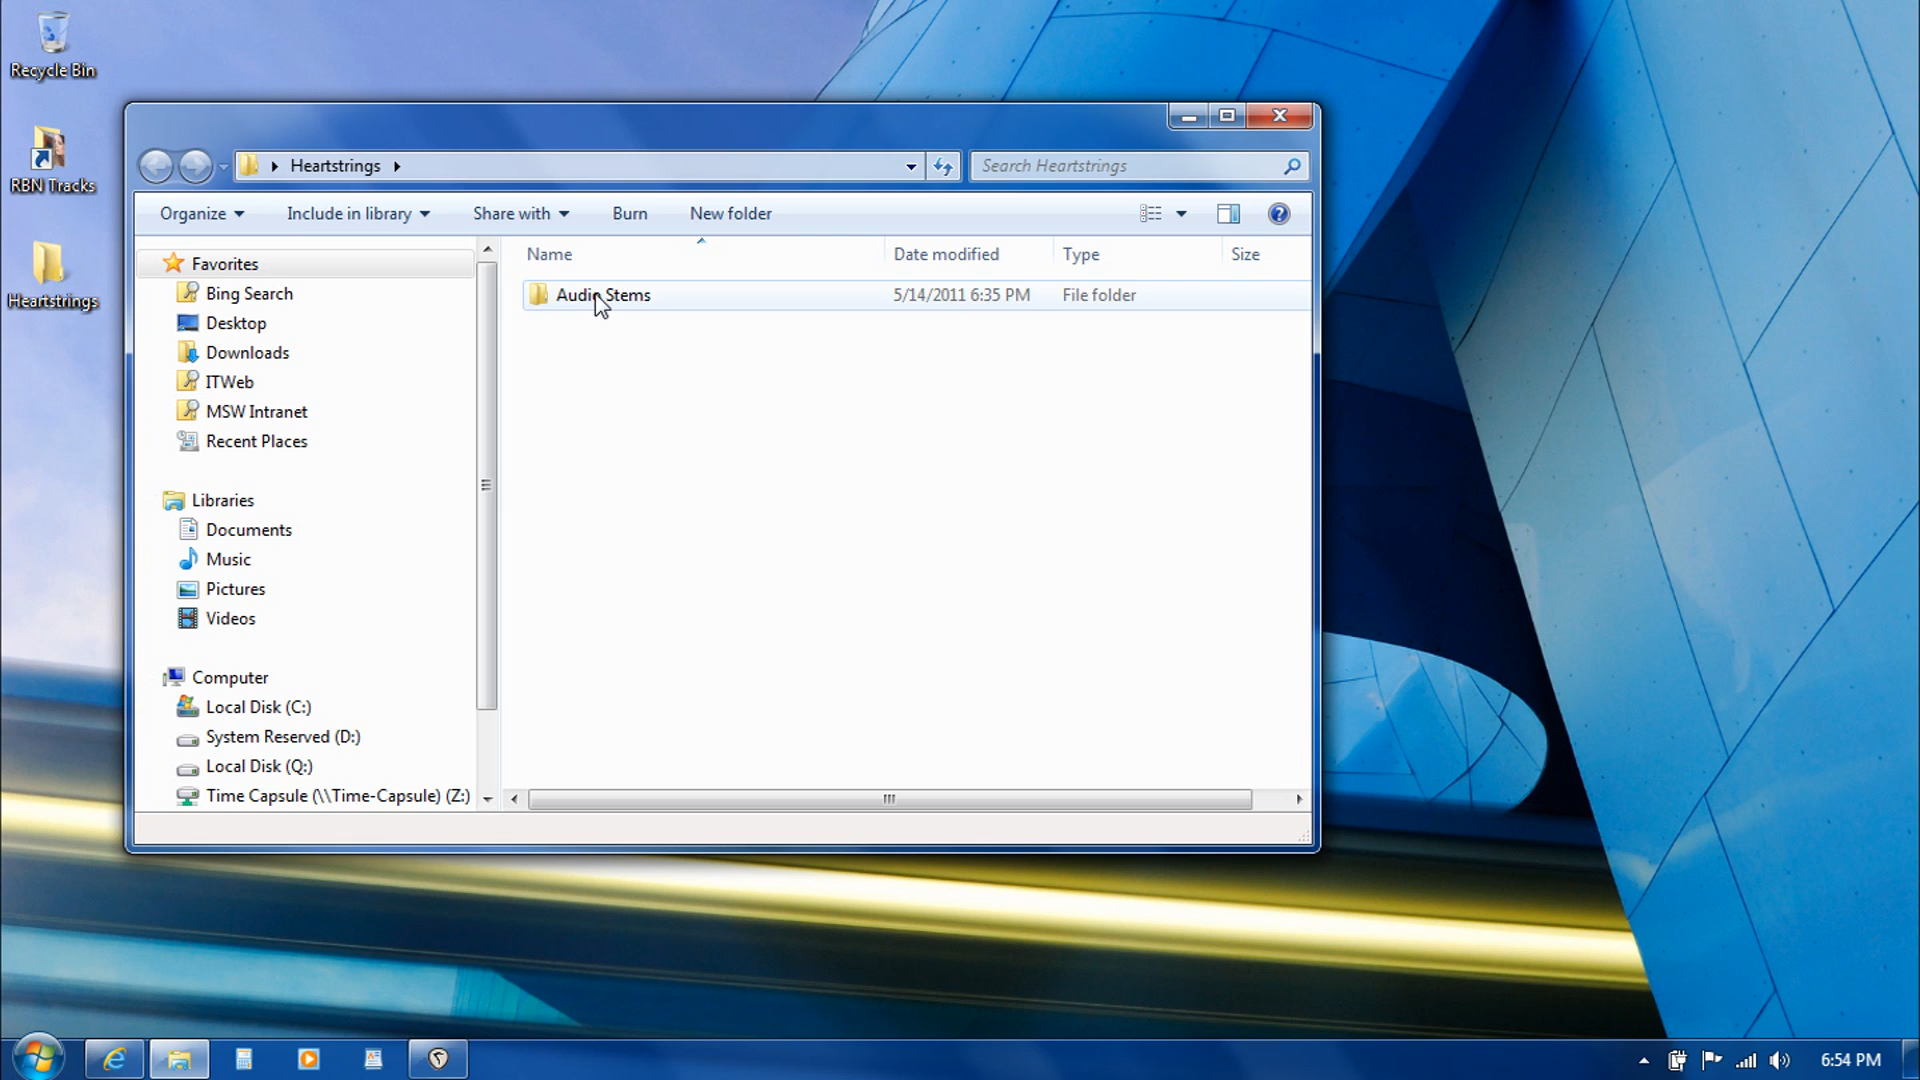 Recycle Bin
RBN Tracks
Heartstrings
Heartstrings
Search Heartstrings
Organize
Include in library
Share with
Burn
New folder
Favorites
Bing Search
Desktop
Downloads
ITWeb
MSW Intranet
Recent Places
Libraries
Documents
Music
Pictures
Videos
Computer
Local Disk (C:)
System Reserved (D:)
Local Disk (Q:)
Time Capsule (\\Time-Capsule) (Z:)
Name Date modified Type Size
Audio Stems 5/14/2011 6:35 PM File folder
6:54 PM